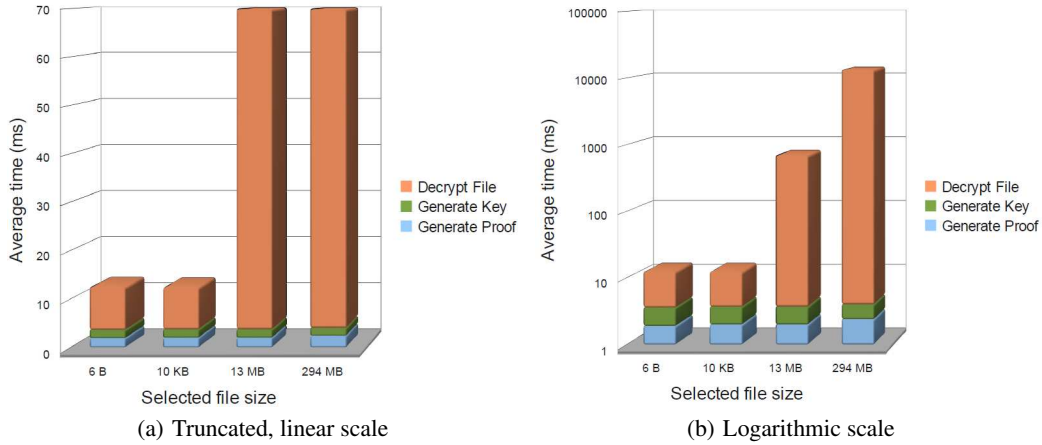 70
60
50
40
30
20
10
0
Average time (ms)
6 B
10 KB
13 MB
294 MB
Selected file size
Decrypt File
Generate Key
Generate Proof
(a) Truncated, linear scale
100000
10000
1000
100
10
1
Average time (ms)
6 B
10 KB
13 MB
294 MB
Selected file size
Decrypt File
Generate Key
Generate Proof
(b) Logarithmic scale